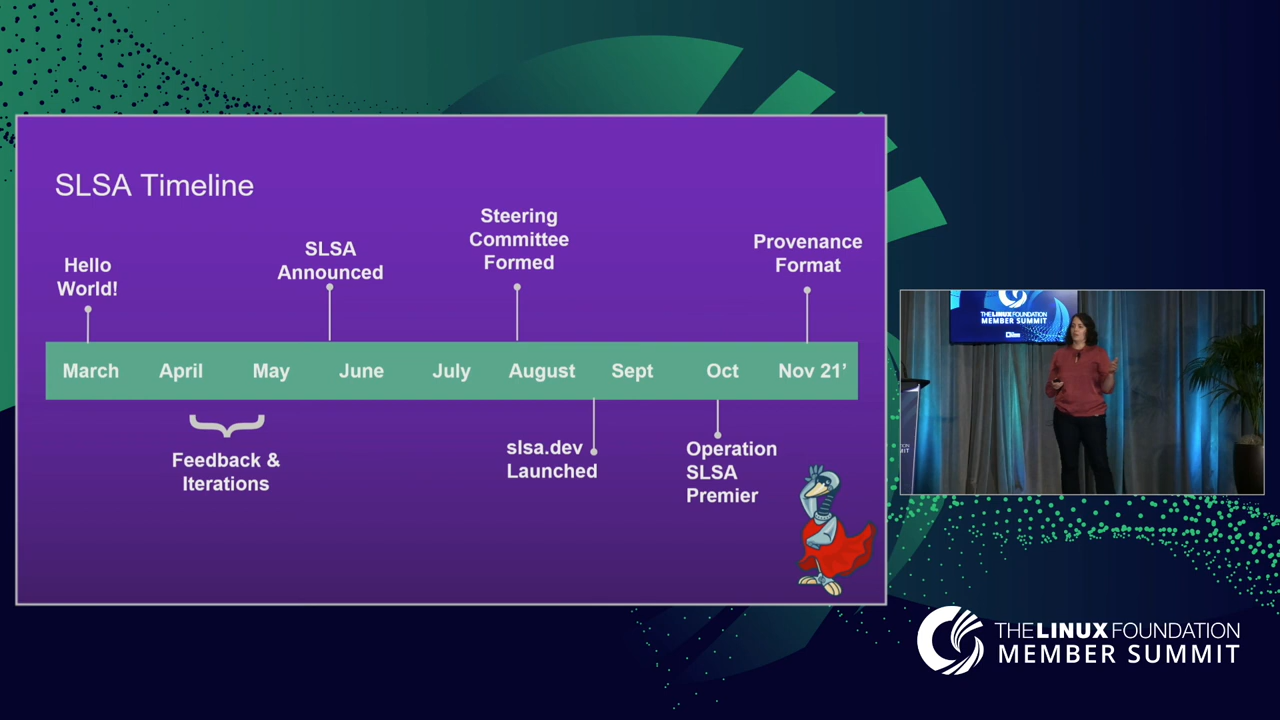 SLSA Timeline
Hello
World!
SLSA
Announced
Steering
Committee
Formed
Provenance
Format
March April May June July August Sept Oct Nov 21’
Feedback &
Iterations
slsa.dev
Launched
Operation
SLSA
Premier
THE LINUX FOUNDATION
MEMBER SUMMIT
THE LINUX FOUNDATION
MEMBER SUMMIT